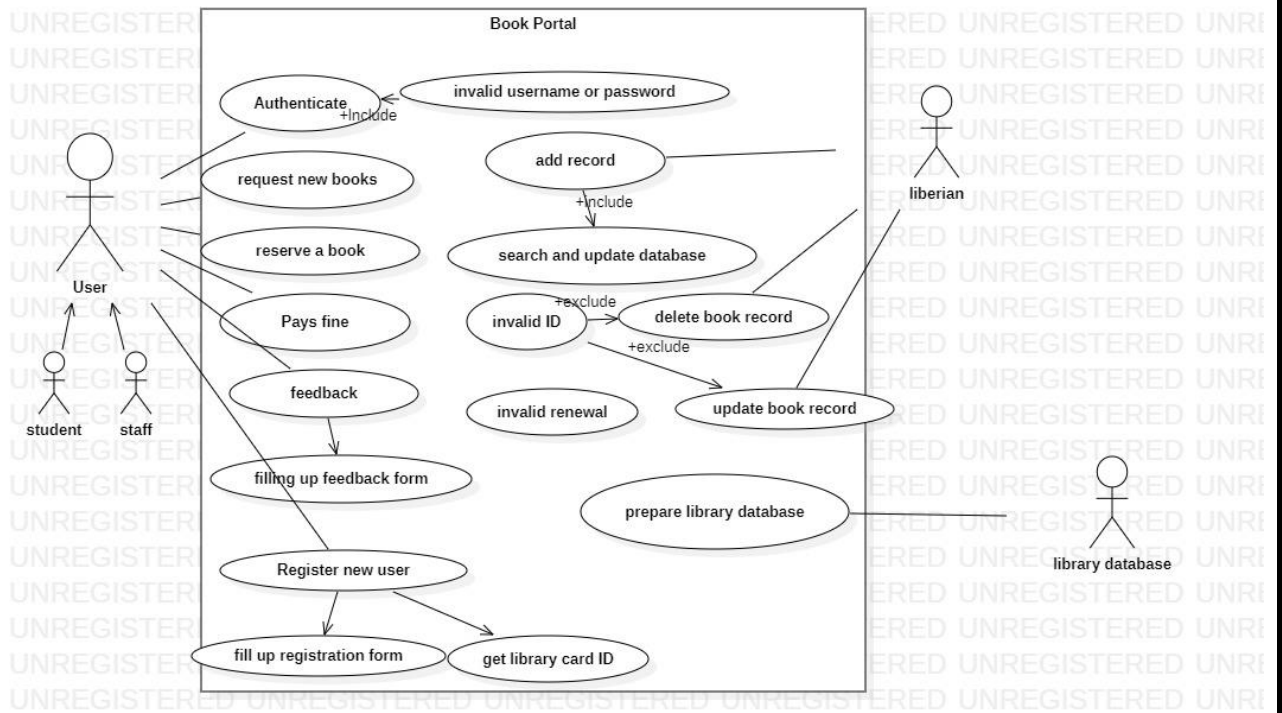 Book Portal
Authenticate
+Include
invalid username or password
request new books
add record
+include
reserve a book
search and update database
Pays fine
invalid ID
+exclude
delete book record
+exclude
feedback
invalid renewal
update book record
filling up feedback form
prepare library database
Register new user
fill up registration form
get library card ID
User
student
staff
liberian
library database
UNREGISTERED UNREGISTERED UNREGISTERED